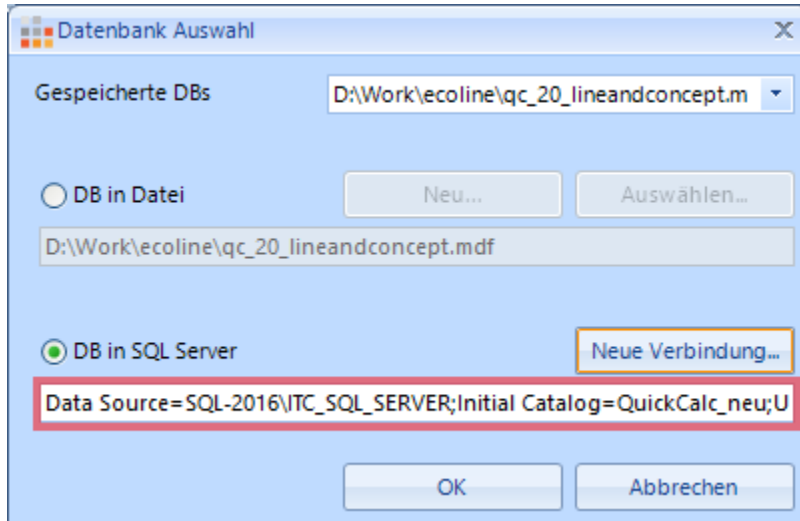 Datenbank Auswahl
Gespeicherte DBs D:\Work\ecoline\qc_20_lineandconcept.m
DB in Datei Neu... Auswählen...
D:\Work\ecoline\qc_20_lineandconcept.mdf
DB in SQL Server Neue Verbindung...
Data Source=SQL-2016\ITC_SQL_SERVER;Initial Catalog=QuickCalc_neu;U
OK Abbrechen